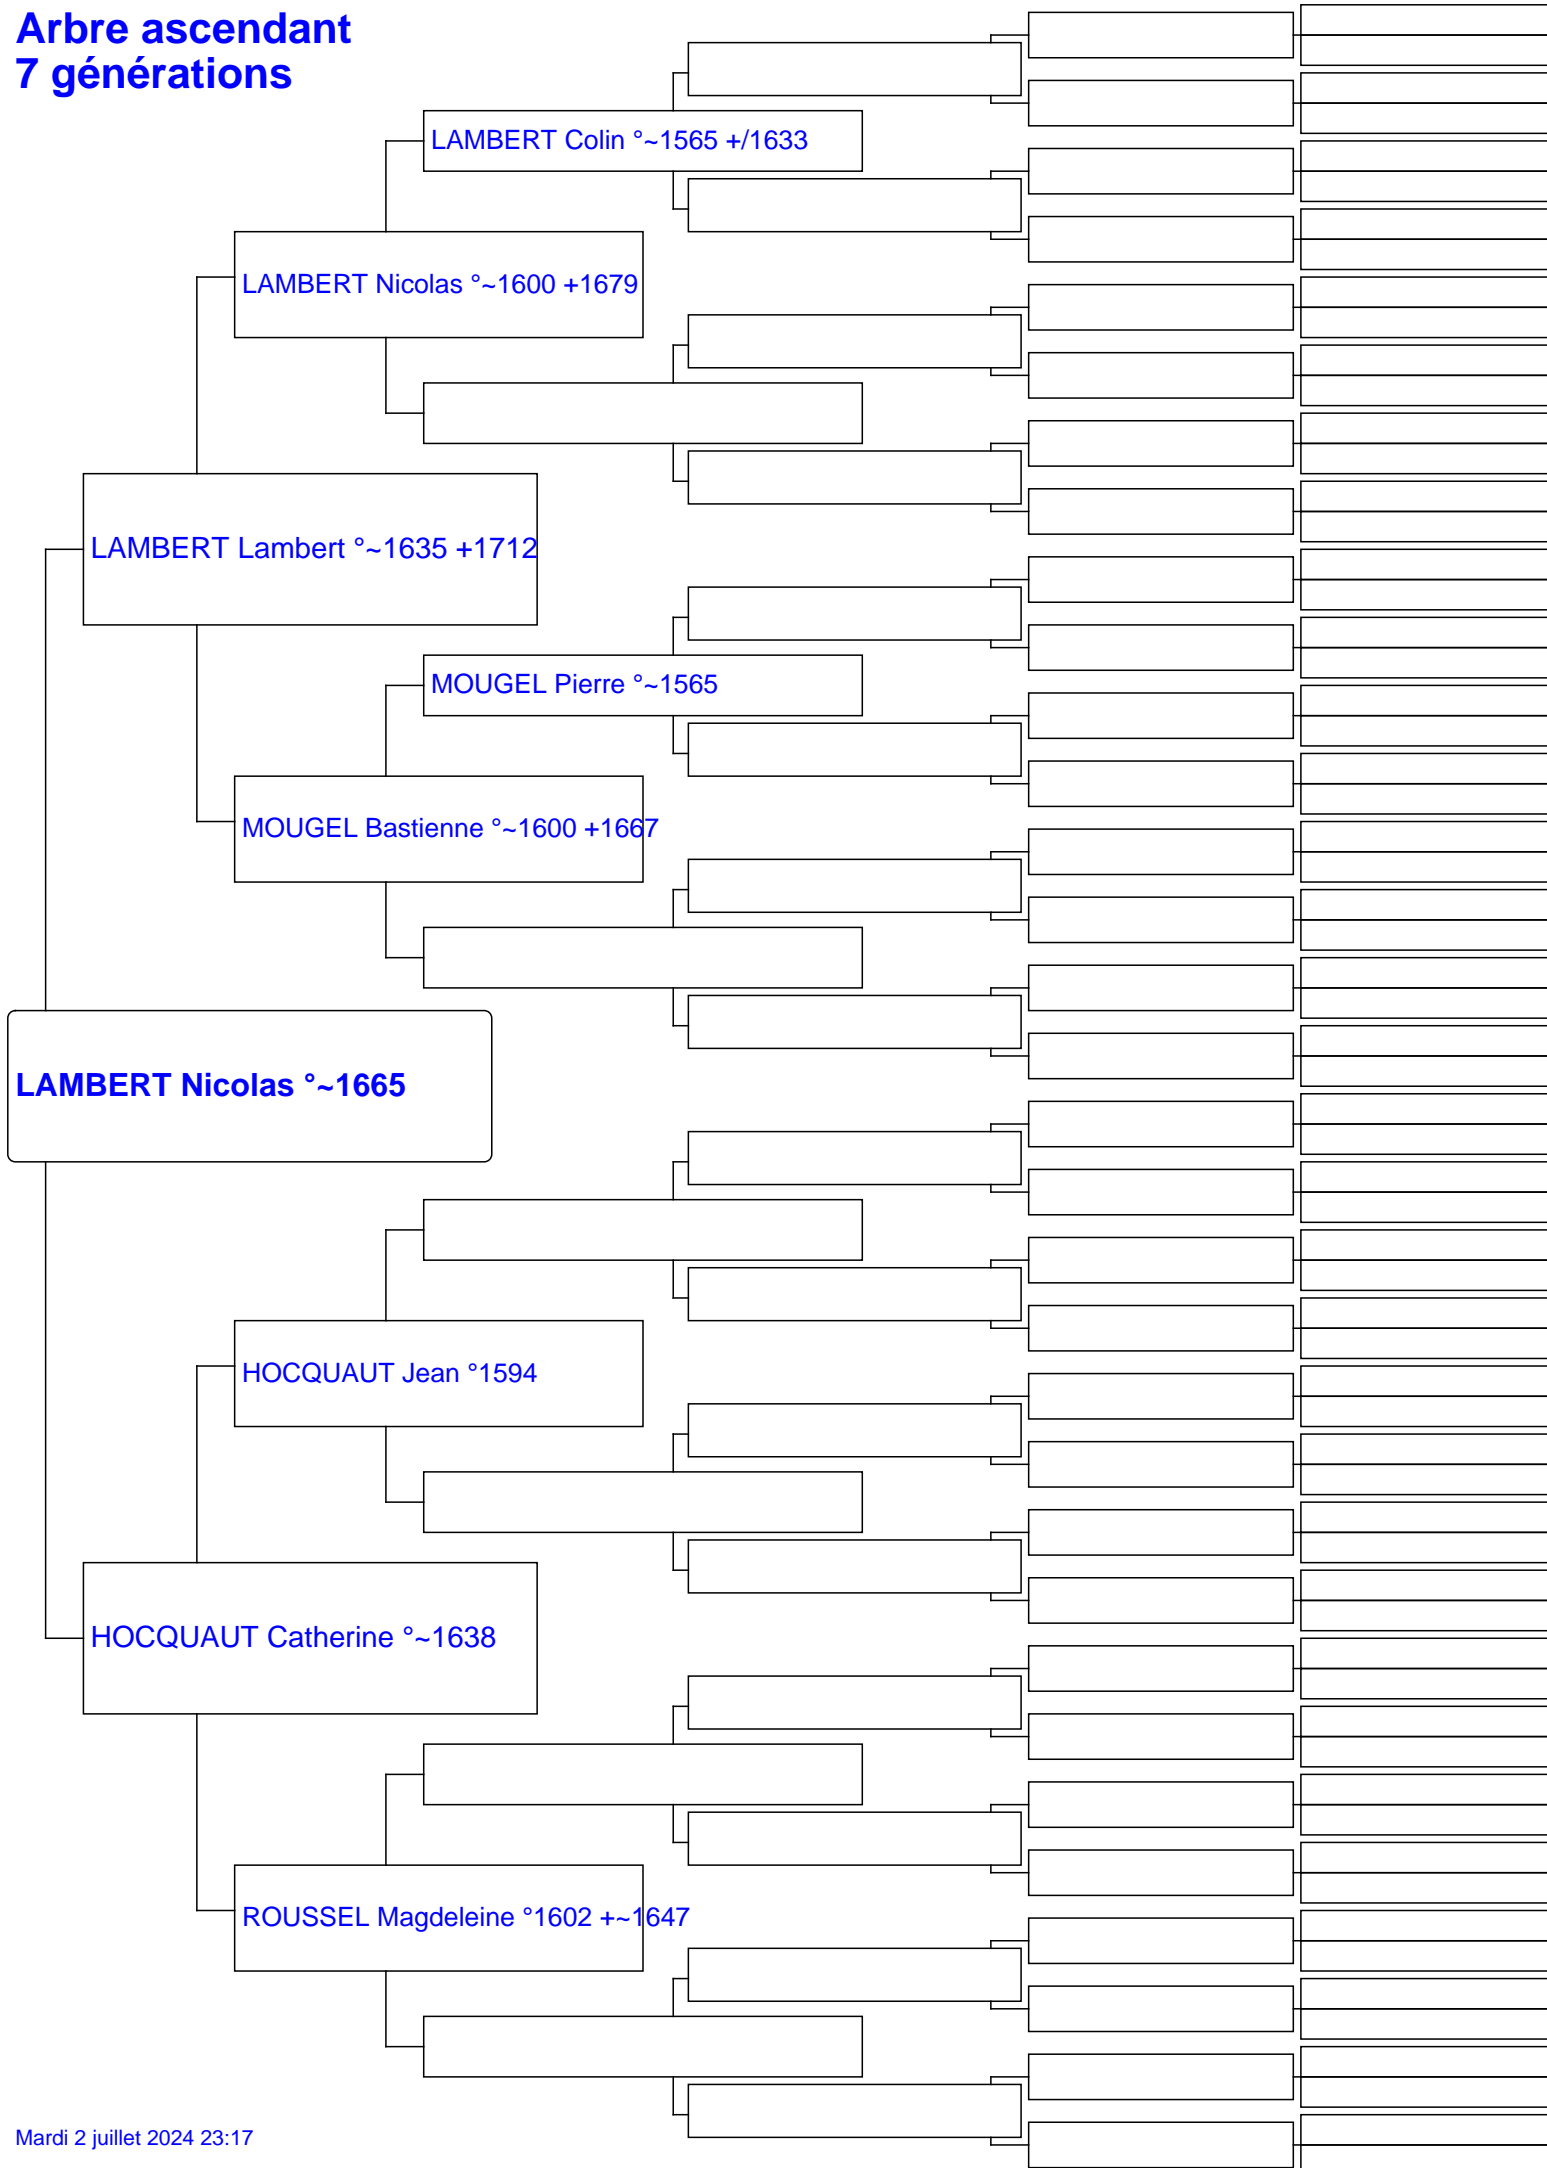 Arbre ascendant
7 générations
LAMBERT Colin °~1565 +/1633
LAMBERT Nicolas °~1600 +1679
LAMBERT Lambert °~1635 +1712
MOUGEL Pierre °~1565
MOUGEL Bastienne °~1600 +1667
LAMBERT Nicolas °~1665
HOCQUAUT Jean °1594
HOCQUAUT Catherine °~1638
ROUSSEL Magdeleine °1602 +~1647
Mardi 2 juillet 2024 23:17